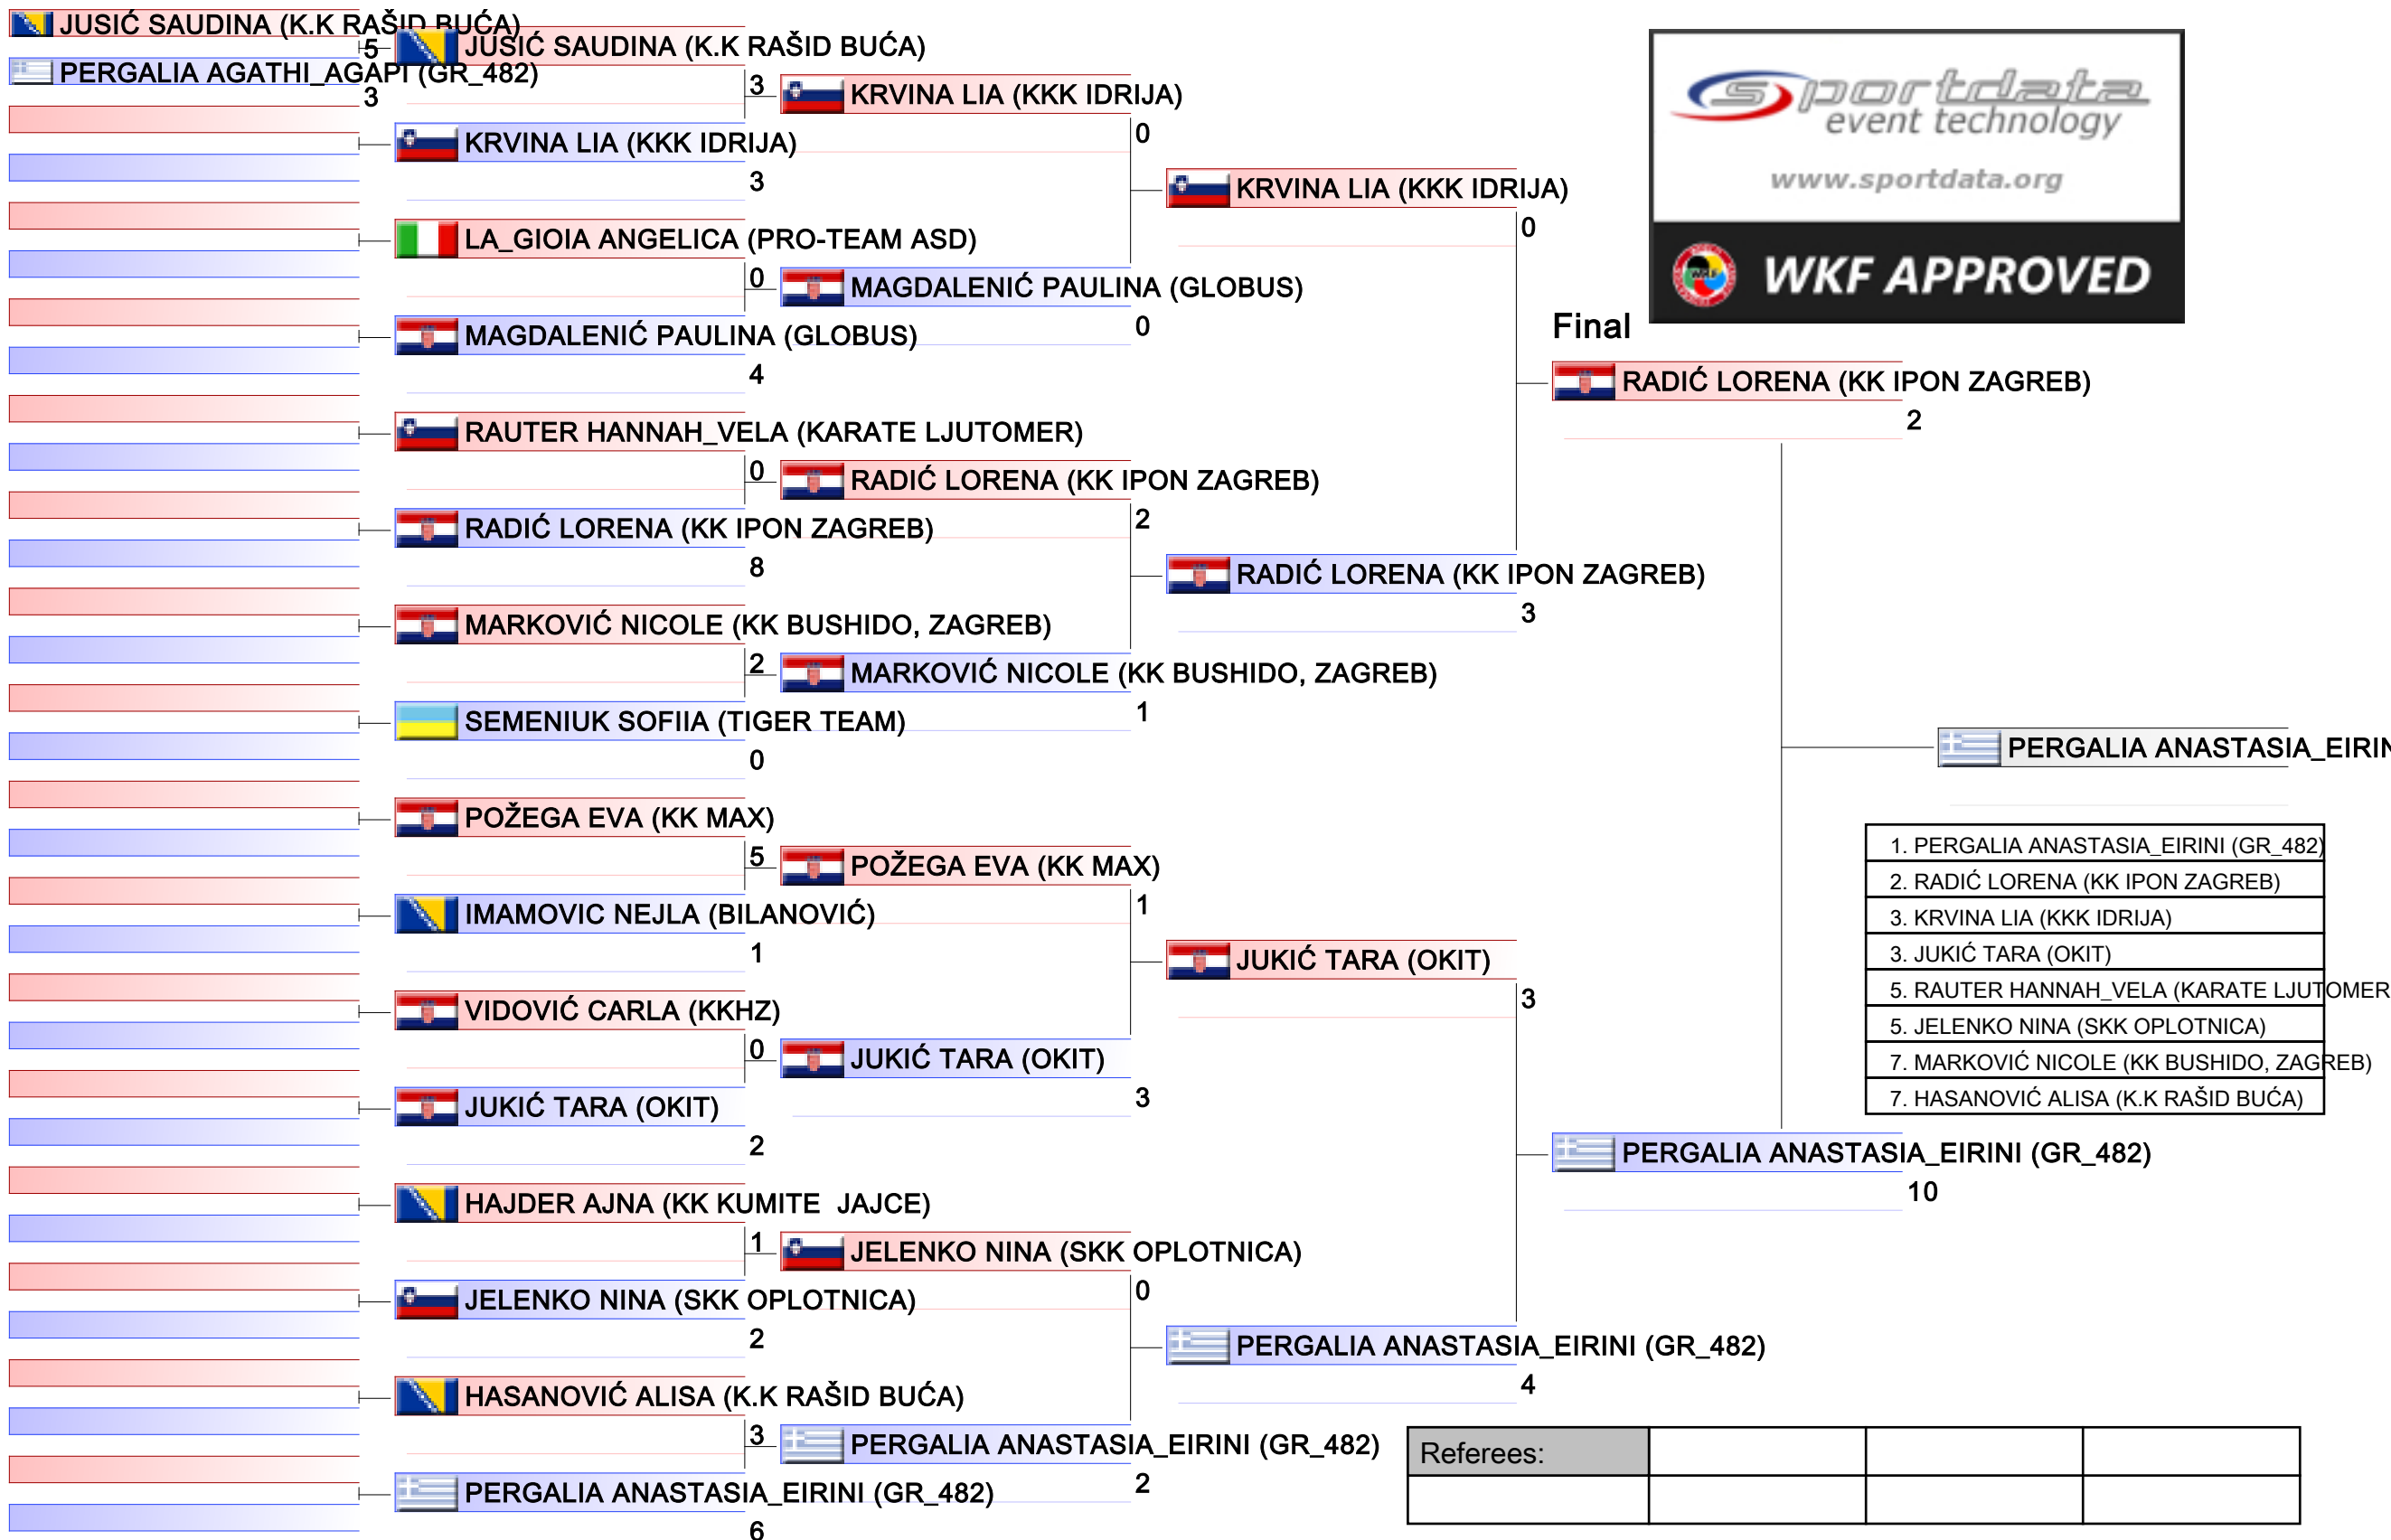 JUSIĆ SAUDINA (K.K RAŠID BUĆA)
5
PERGALIA AGATHI_AGAPI (GR_482)
3
JUSIĆ SAUDINA (K.K RAŠID BUĆA)
3
KRVINA LIA (KKK IDRIJA)
3
LA_GIOIA ANGELICA (PRO-TEAM ASD)
0
MAGDALENIĆ PAULINA (GLOBUS)
4
RAUTER HANNAH_VELA (KARATE LJUTOMER)
0
RADIĆ LORENA (KK IPON ZAGREB)
8
MARKOVIĆ NICOLE (KK BUSHIDO, ZAGREB)
2
SEMENIUK SOFIIA (TIGER TEAM)
0
POŽEGA EVA (KK MAX)
5
IMAMOVIC NEJLA (BILANOVIĆ)
1
VIDOVIĆ CARLA (KKHZ)
0
JUKIĆ TARA (OKIT)
2
HAJDER AJNA (KK KUMITE  JAJCE)
1
JELENKO NINA (SKK OPLOTNICA)
2
HASANOVIĆ ALISA (K.K RAŠID BUĆA)
3
PERGALIA ANASTASIA_EIRINI (GR_482)
6
KRVINA LIA (KKK IDRIJA)
0
MAGDALENIĆ PAULINA (GLOBUS)
0
RADIĆ LORENA (KK IPON ZAGREB)
2
MARKOVIĆ NICOLE (KK BUSHIDO, ZAGREB)
1
POŽEGA EVA (KK MAX)
1
JUKIĆ TARA (OKIT)
3
JELENKO NINA (SKK OPLOTNICA)
0
PERGALIA ANASTASIA_EIRINI (GR_482)
2
KRVINA LIA (KKK IDRIJA)
0
RADIĆ LORENA (KK IPON ZAGREB)
3
JUKIĆ TARA (OKIT)
3
PERGALIA ANASTASIA_EIRINI (GR_482)
4
sportdata
event technology
www.sportdata.org
WKF
WKF APPROVED
Final
RADIĆ LORENA (KK IPON ZAGREB)
2
PERGALIA ANASTASIA_EIRINI (GR_482)
10
PERGALIA ANASTASIA_EIRIN
1. PERGALIA ANASTASIA_EIRINI (GR_482)
2. RADIĆ LORENA (KK IPON ZAGREB)
3. KRVINA LIA (KKK IDRIJA)
3. JUKIĆ TARA (OKIT)
5. RAUTER HANNAH_VELA (KARATE LJUTOMER
5. JELENKO NINA (SKK OPLOTNICA)
7. MARKOVIĆ NICOLE (KK BUSHIDO, ZAGREB)
7. HASANOVIĆ ALISA (K.K RAŠID BUĆA)
Referees: